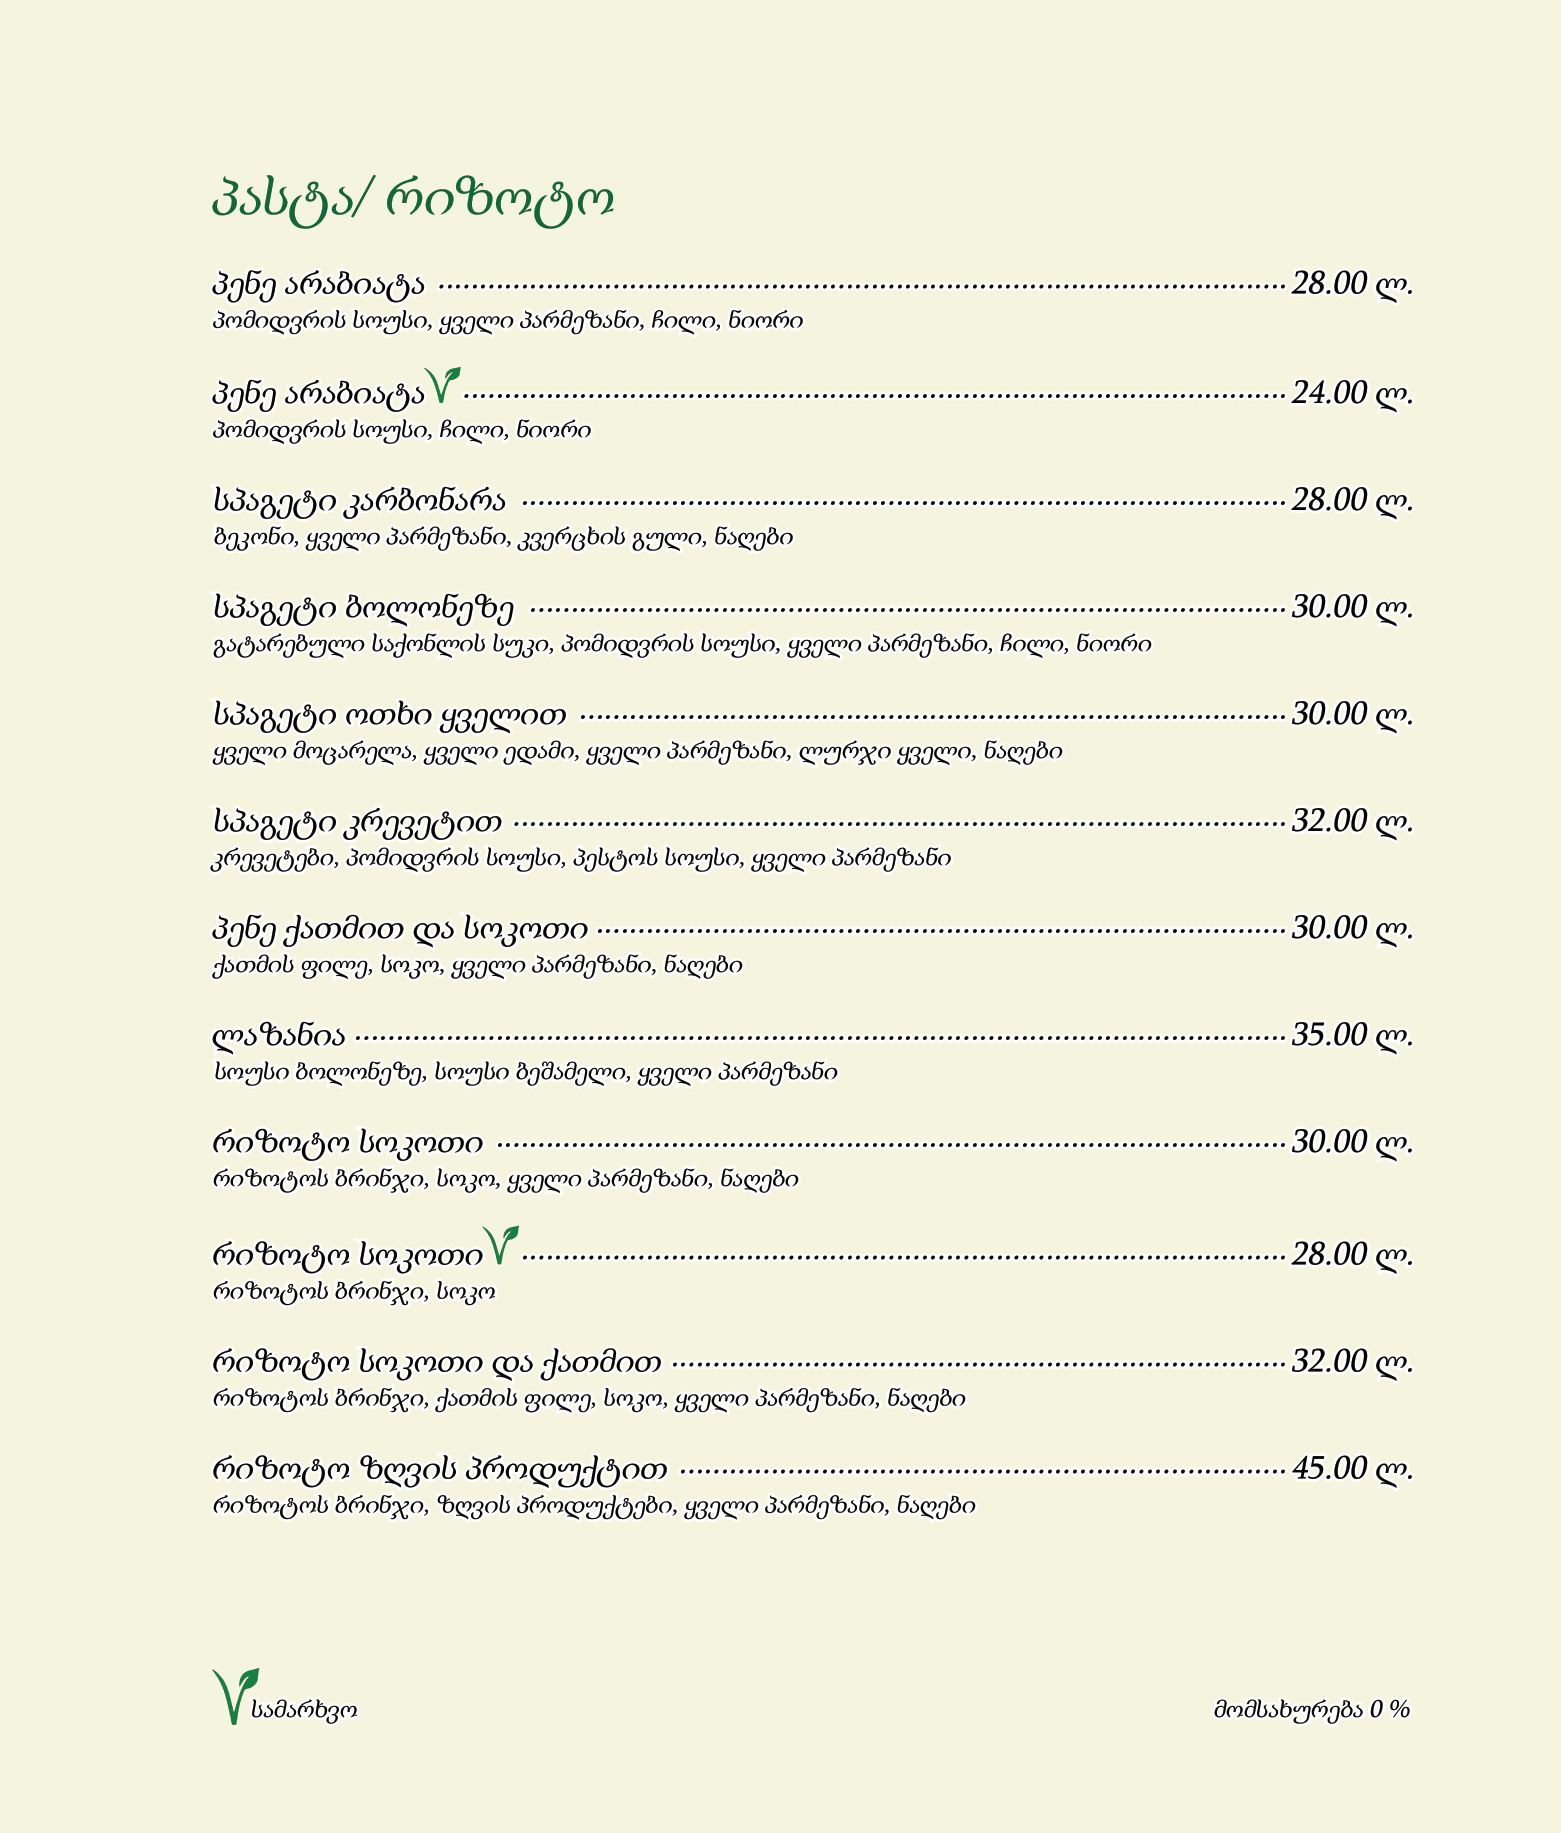 პასტა/ რიზოტო
პენე არაბიატა ........ 28.00 ლ.
პომიდვრის სოუსი, ყველი პარმეზანი, ჩილი, ნიორი
პენე არაბიატა ........ 24.00 ლ.
პომიდვრის სოუსი, ჩილი, ნიორი
სპაგეტი კარბონარა ........ 28.00 ლ.
ბეკონი, ყველი პარმეზანი, კვერცხის გული, ნაღები
სპაგეტი ბოლონეზე ........ 30.00 ლ.
გატარებული საქონლის სუკი, პომიდვრის სოუსი, ყველი პარმეზანი, ჩილი, ნიორი
სპაგეტი ოთხი ყველით ........ 30.00 ლ.
ყველი მოცარელა, ყველი ედამი, ყველი პარმეზანი, ლურჯი ყველი, ნაღები
სპაგეტი კრევეტით ........ 32.00 ლ.
კრევეტები, პომიდვრის სოუსი, პესტოს სოუსი, ყველი პარმეზანი
პენე ქათმით და სოკოთი ........ 30.00 ლ.
ქათმის ფილე, სოკო, ყველი პარმეზანი, ნაღები
ლაზანია ........ 35.00 ლ.
სოუსი ბოლონეზე, სოუსი ბეშამელი, ყველი პარმეზანი
რიზოტო სოკოთი ........ 30.00 ლ.
რიზოტოს ბრინჯი, სოკო, ყველი პარმეზანი, ნაღები
რიზოტო სოკოთი ........ 28.00 ლ.
რიზოტოს ბრინჯი, სოკო
რიზოტო სოკოთი და ქათმით ........ 32.00 ლ.
რიზოტოს ბრინჯი, ქათმის ფილე, სოკო, ყველი პარმეზანი, ნაღები
რიზოტო ზღვის პროდუქტით ........ 45.00 ლ.
რიზოტოს ბრინჯი, ზღვის პროდუქტები, ყველი პარმეზანი, ნაღები
სამარხვო
მომსახურება 0 %